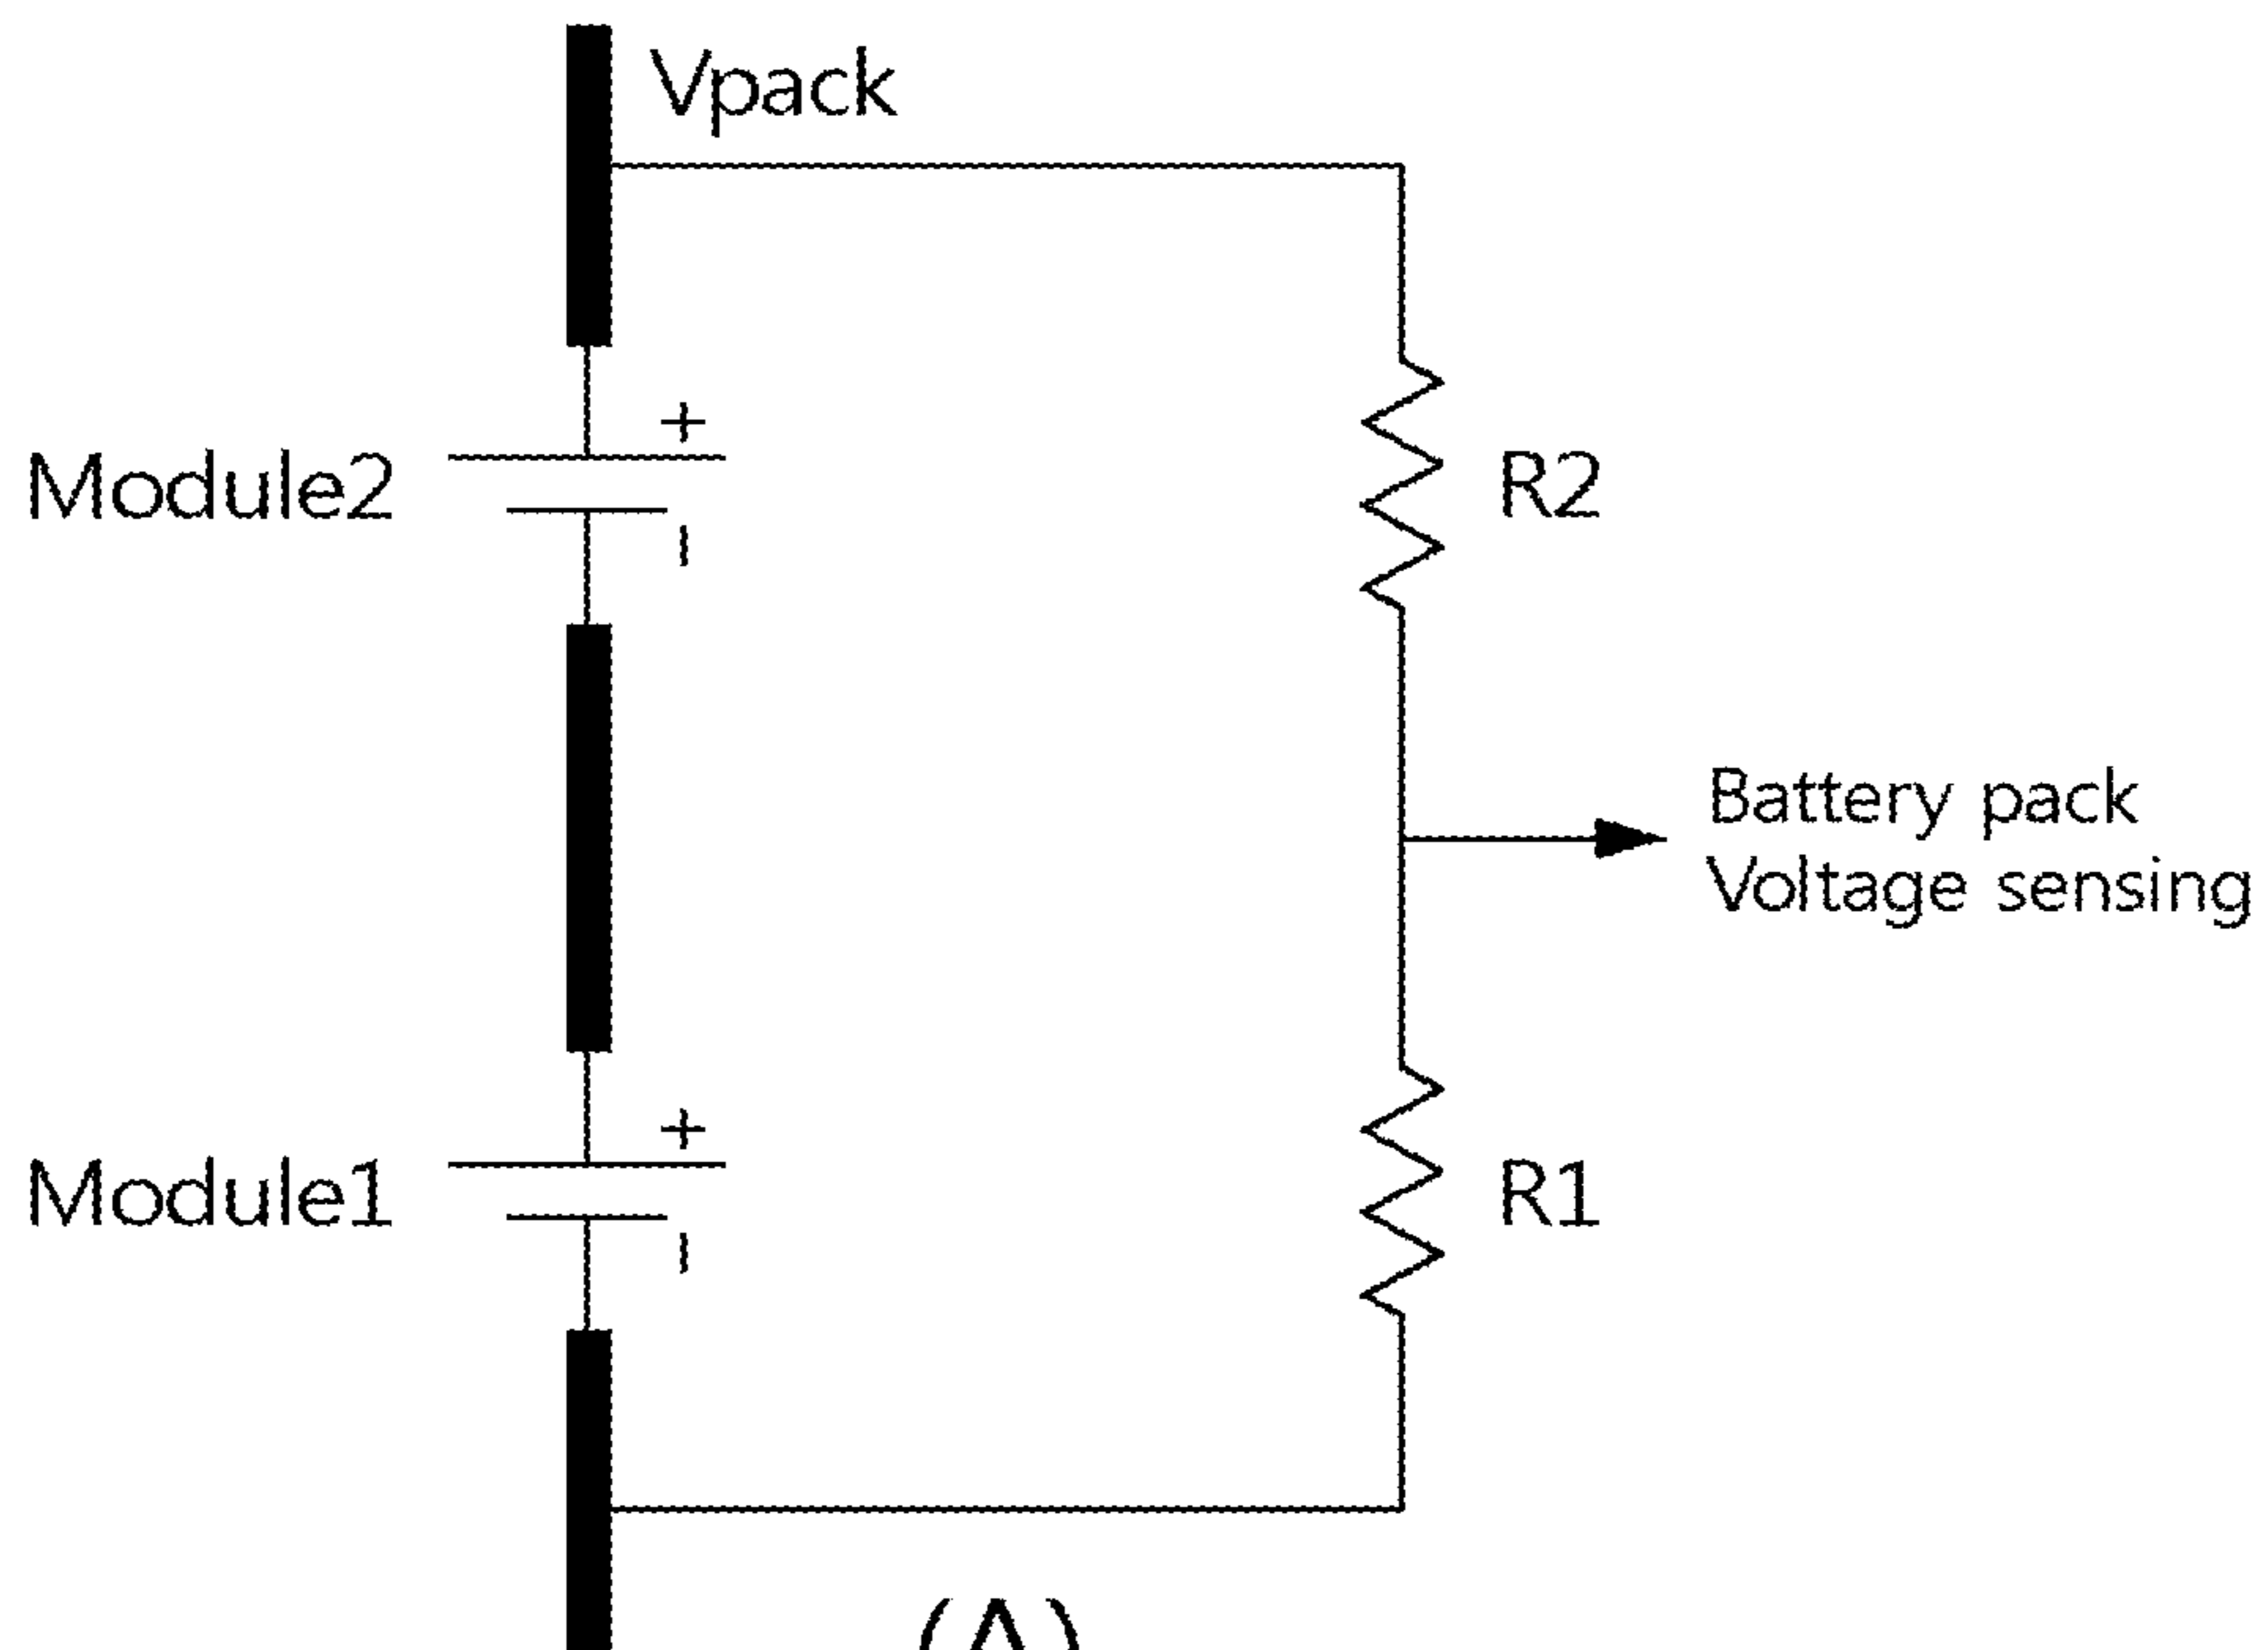 Vpack
+
Module2
−
R2
Battery pack
Voltage sensing
+
Module1
−
R1
(A)